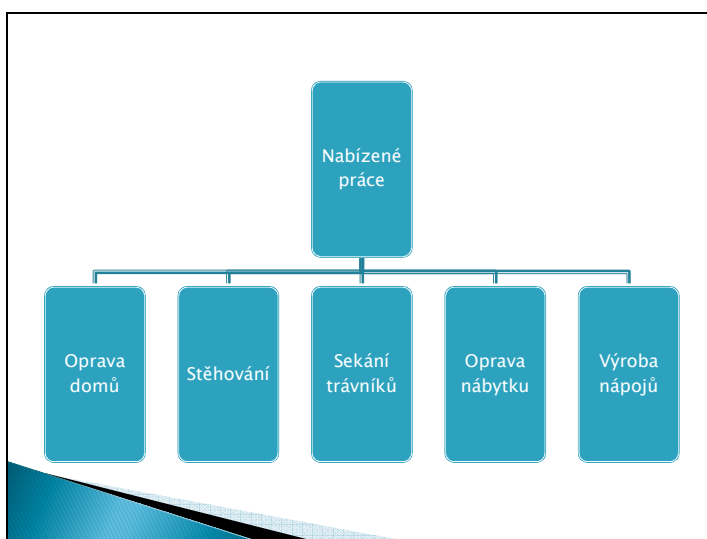 Nabízené
práce
Oprava
domů
Stěhování
Sekání
trávníků
Oprava
nábytku
Výroba
nápojů